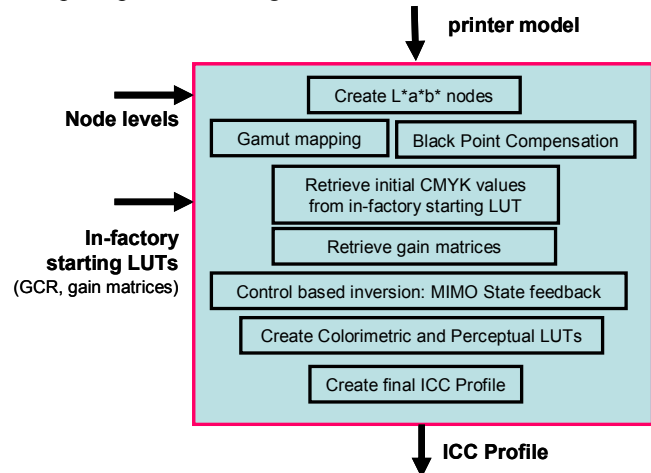 printer model
Create L*a*b* nodes
Node levels
Gamut mapping
Black Point Compensation
Retrieve initial CMYK values
from in-factory starting LUT
In-factory
starting LUTs
(GCR, gain matrices)
Retrieve gain matrices
Control based inversion: MIMO State feedback
Create Colorimetric and Perceptual LUTs
Create final ICC Profile
ICC Profile